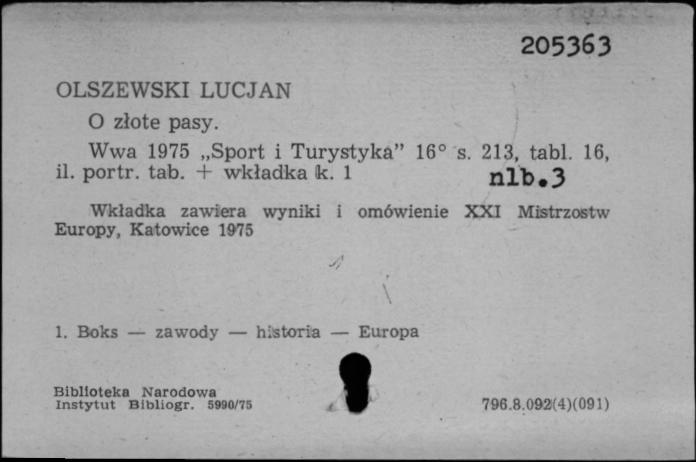 205363
OLSZEWSKI LUCJAN
O złote pasy.
Wwa 1975 „Sport i Turystyka” 16° s. 213, tabl. 16,
il. portr. tab. + wkładka k. 1 nlb.3
Wkładka zawiera wyniki i omówienie XXI Mistrzostw
Europy, Katowice 1975
1. Boks — zawody — historia — Europa
Biblioteka Narodowa
Instytut Bibliogr. 5990/75 796.8.092(4)(091)